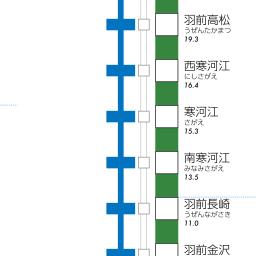 羽前高松
うぜんたかまつ
19.3
西寒河江
にしさがえ
16.4
寒河江
さがえ
15.3
南寒河江
みなみさがえ
13.5
羽前長崎
うぜんながさき
11.0
羽前金沢